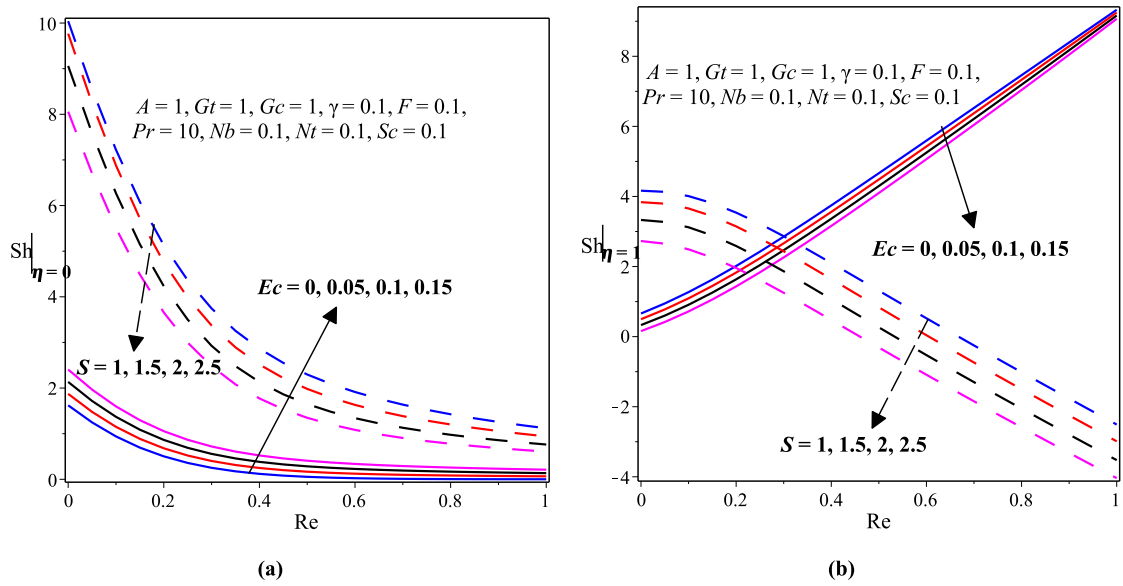 10
8
6
4
2
0
A = 1, Gt = 1, Gc = 1, γ = 0.1, F = 0.1,
Pr = 10, Nb = 0.1, Nt = 0.1, Sc = 0.1
Sh|η = 0
Ec = 0, 0.05, 0.1, 0.15
S = 1, 1.5, 2, 2.5
0 0.2 0.4 0.6 0.8 1
Re
(a)
8
6
4
2
0
−2
−4
A = 1, Gt = 1, Gc = 1, γ = 0.1, F = 0.1,
Pr = 10, Nb = 0.1, Nt = 0.1, Sc = 0.1
Sh|η = 1
Ec = 0, 0.05, 0.1, 0.15
S = 1, 1.5, 2, 2.5
0 0.2 0.4 0.6 0.8 1
Re
(b)